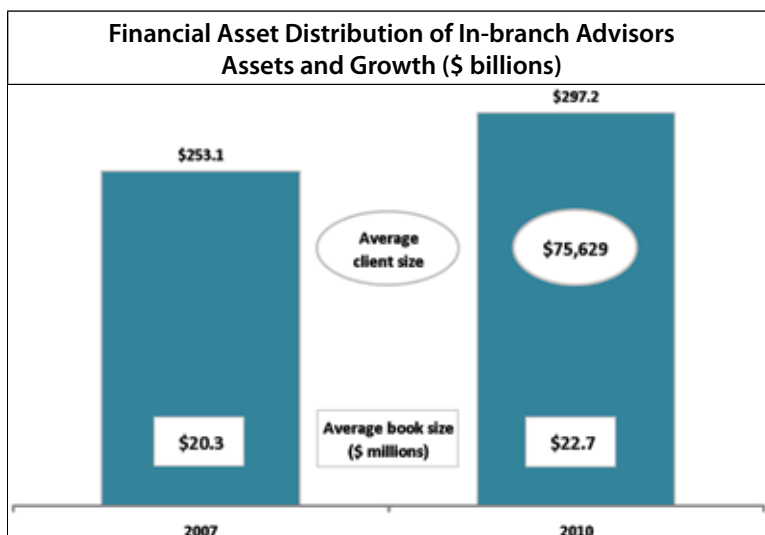 Financial Asset Distribution of In-branch Advisors
Assets and Growth ($ billions)
$297.2
$253.1
Average
client size
$75,629
$20.3
Average book size
($ millions)
$22.7
2007
2010